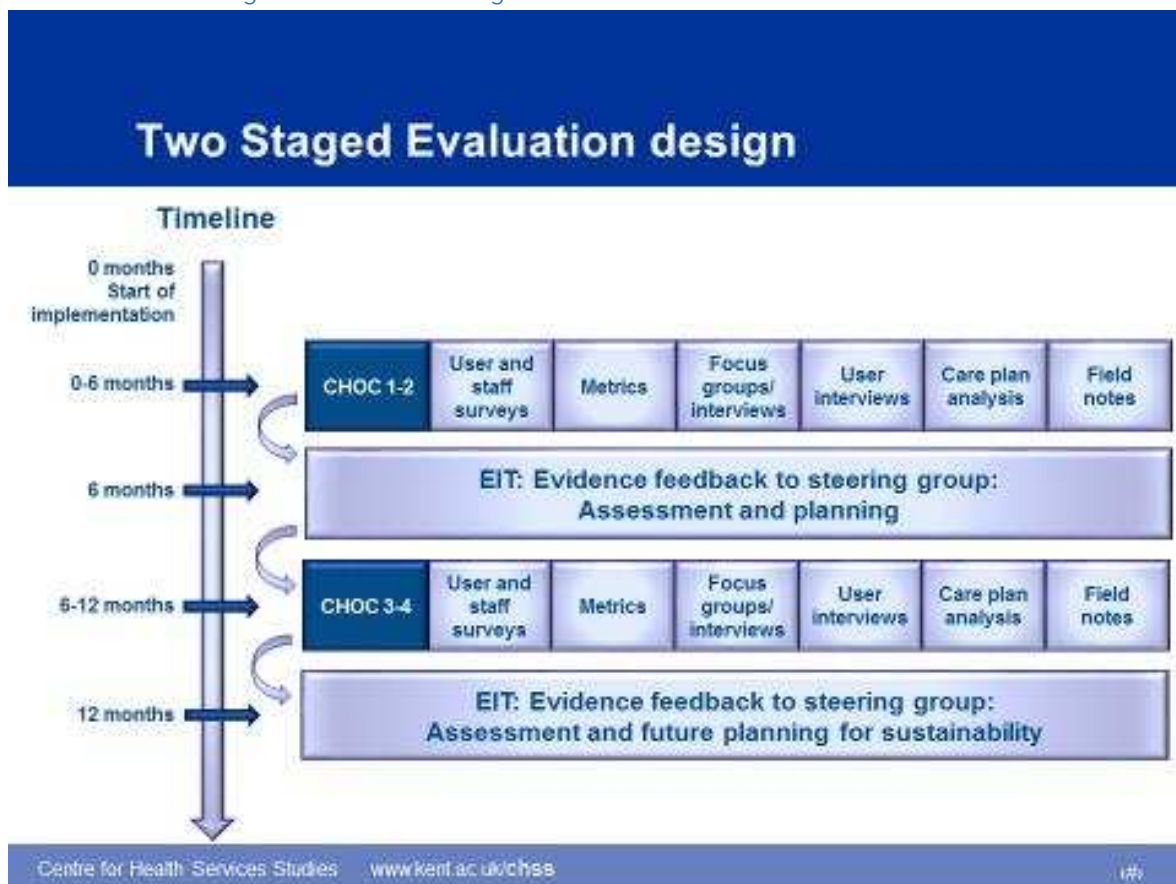 Two Staged Evaluation design
Timeline
0 months
Start of
implementation
0-6 months
CHOC 1-2
User and
staff
surveys
Metrics
Focus
groups/
interviews
User
interviews
Care plan
analysis
Field
notes
6 months
EIT: Evidence feedback to steering group:
Assessment and planning
6-12 months
CHOC 3-4
User and
staff
surveys
Metrics
Focus
groups/
interviews
User
interviews
Care plan
analysis
Field
notes
12 months
EIT: Evidence feedback to steering group:
Assessment and future planning for sustainability
Centre for Health Services Studies www.kent.ac.uk/chss